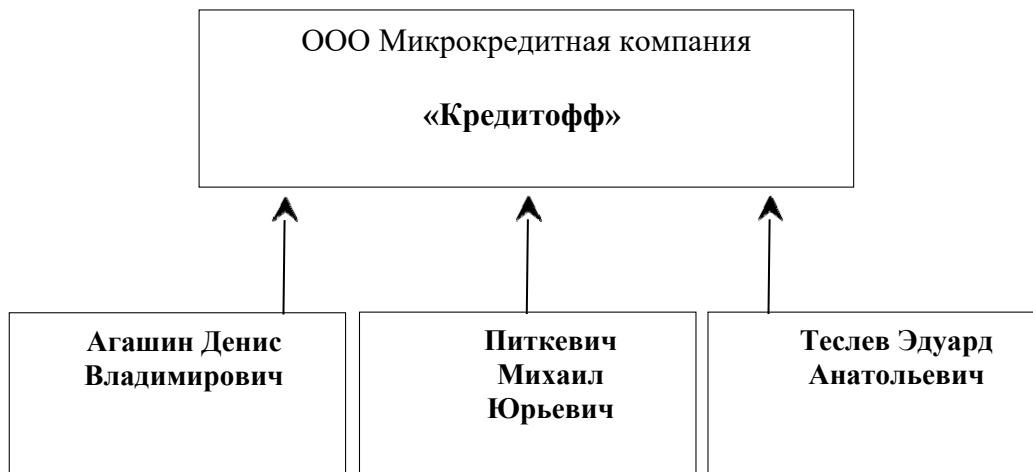 ООО Микрокредитная компания
«Кредитофф»
Агашин Денис
Владимирович
Питкевич
Михаил
Юрьевич
Теслев Эдуард
Анатольевич